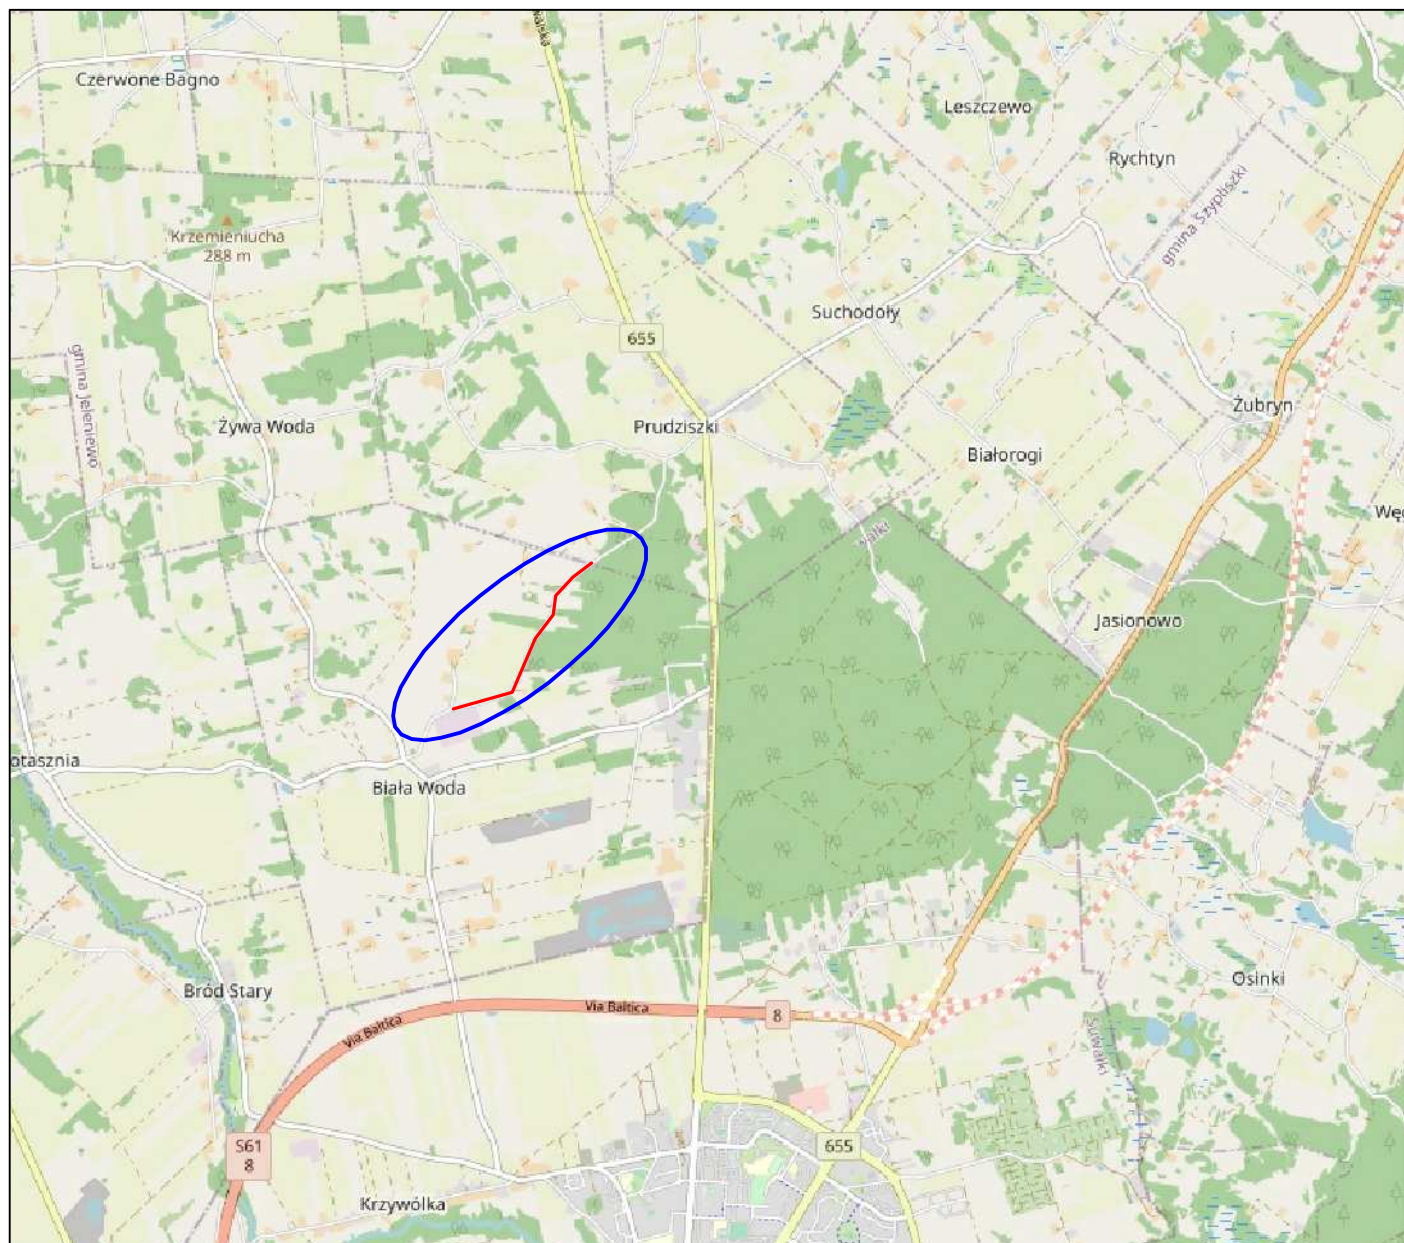 Czerwone Bagno
Leszczewo
Rychtyn
gmina Szypliszki
Krzemieniucha
288 m
Suchodoły
655
gmina Jeleniewo
Żywa Woda
Prudziszki
Żubryn
Białorogi
Jasionowo
otasznia
Biała Woda
Bród Stary
Osinki
Via Baltica
Via Baltica
8
Suwałki
S61
8
655
Krzywólka